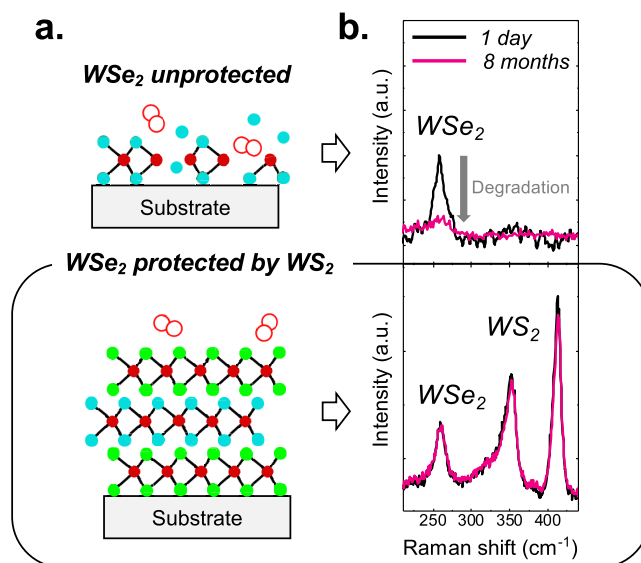 a.
WSe₂ unprotected
Substrate
WSe₂ protected by WS₂
Substrate
b.
1 day
8 months
WSe₂
Degradation
Intensity (a.u.)
WS₂
WSe₂
Intensity (a.u.)
250 300 350 400
Raman shift (cm⁻¹)